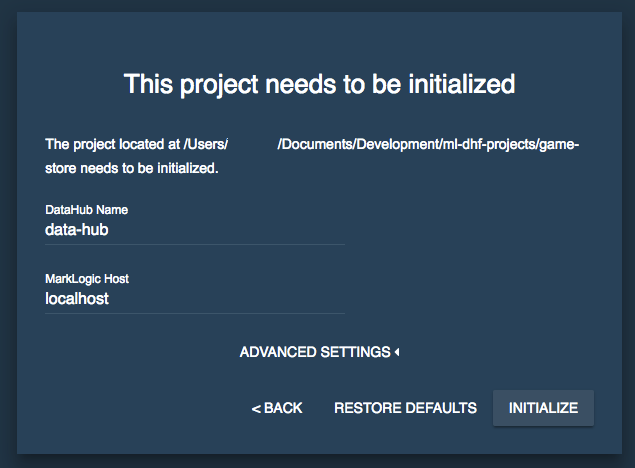 This project needs to be initialized
The project located at /Users/ /Documents/Development/ml-dhf-projects/game-
store needs to be initialized.
DataHub Name
data-hub
MarkLogic Host
localhost
ADVANCED SETTINGS
< BACK RESTORE DEFAULTS INITIALIZE